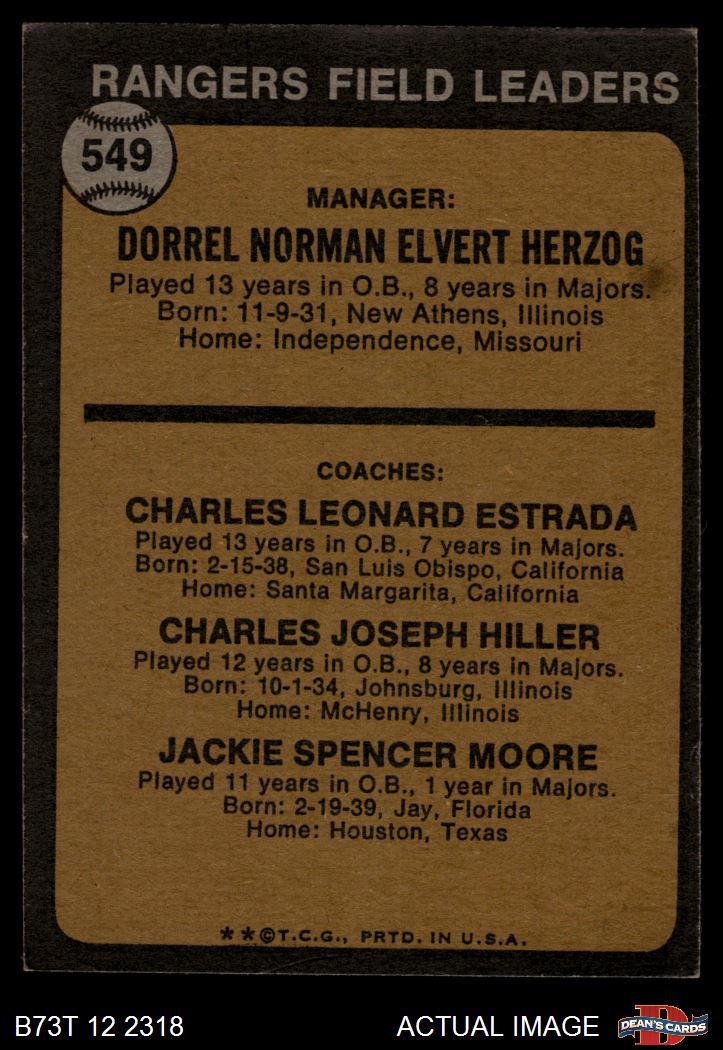 RANGERS FIELD LEADERS
549
MANAGER:
DORREL NORMAN ELVERT HERZOG
Played 13 years in O.B., 8 years in Majors.
Born: 11-9-31, New Athens, Illinois
Home: Independence, Missouri
COACHES:
CHARLES LEONARD ESTRADA
Played 13 years in O.B., 7 years in Majors.
Born: 2-15-38, San Luis Obispo, California
Home: Santa Margarita, California
CHARLES JOSEPH HILLER
Played 12 years in O.B., 8 years in Majors.
Born: 10-1-34, Johnsburg, Illinois
Home: McHenry, Illinois
JACKIE SPENCER MOORE
Played 11 years in O.B., 1 year in Majors.
Born: 2-19-39, Jay, Florida
Home: Houston, Texas
**©T.C.G., PRTD. IN U.S.A.
B73T 12 2318 ACTUAL IMAGE
D
DEAN'S CARDS